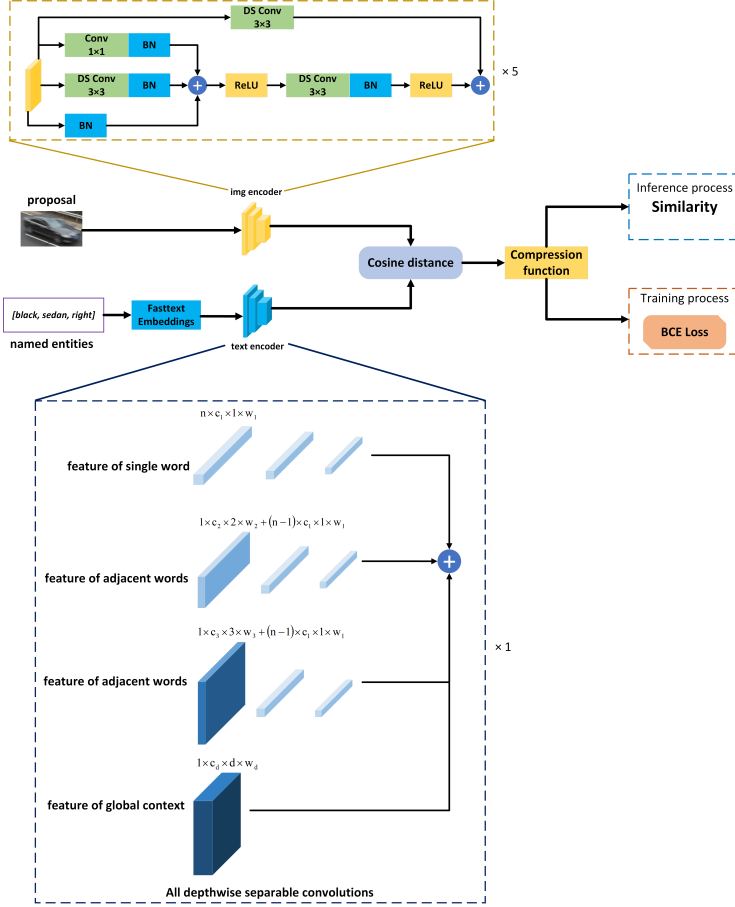 DS Conv
3×3
Conv
1×1
BN
× 5
DS Conv
3×3
BN
ReLU
DS Conv
3×3
BN
ReLU
BN
img encoder
Inference process
Similarity
proposal
Cosine distance
Compression
function
Training process
BCE Loss
[black, sedan, right]
Fasttext
Embeddings
named entities
text encoder
n×c₁×1×w₁
feature of single word
1×c₂×2×w₂+(n−1)×c₁×1×w₁
feature of adjacent words
1×c₃×3×w₃+(n−1)×c₁×1×w₁
× 1
feature of adjacent words
1×c_d×d×w_d
feature of global context
All depthwise separable convolutions